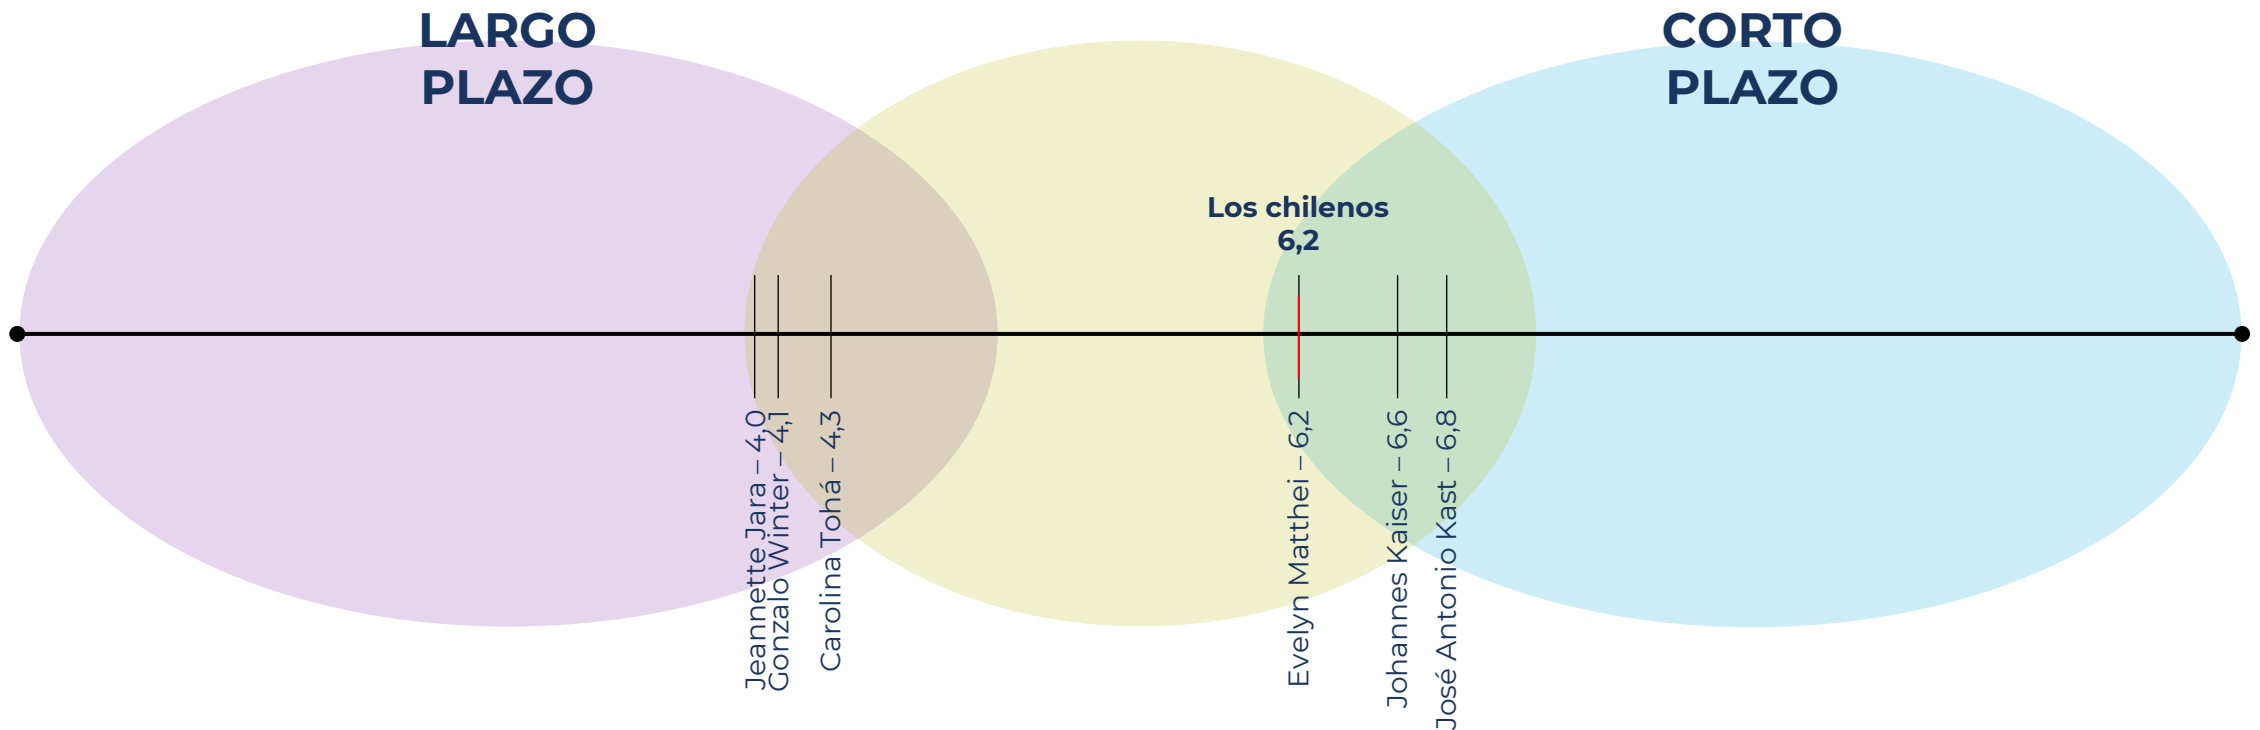 LARGO
PLAZO
CORTO
PLAZO
Los chilenos
6,2
Jeannette Jara – 4,0
Gonzalo Winter – 4,1
Carolina Tohá – 4,3
Evelyn Matthei – 6,2
Johannes Kaiser – 6,6
José Antonio Kast – 6,8